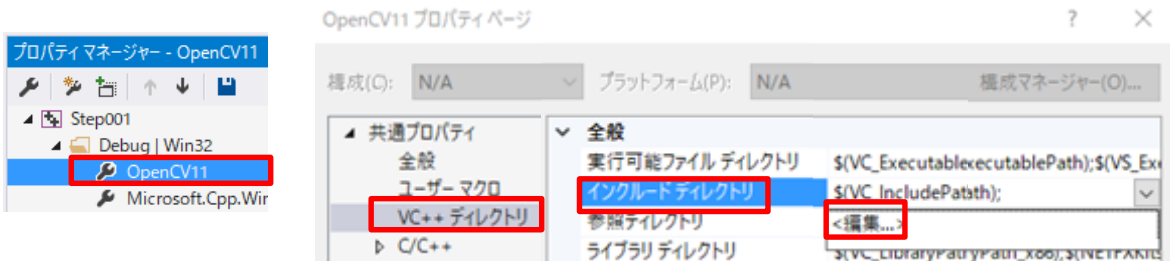 プロパティ マネージャー - OpenCV11
Step001
Debug | Win32
OpenCV11
Microsoft.Cpp.Wir
OpenCV11 プロパティ ページ
? ×
構成(C): N/A プラットフォーム(P): N/A 構成マネージャー(O)...
共通プロパティ
全般
ユーザー マクロ
VC++ ディレクトリ
C/C++
全般
実行可能ファイル ディレクトリ $(VC_ExecutablexecutablePath);$(VS_Exe
インクルード ディレクトリ $(VC_IncludePatsth);
参照ディレクトリ <編集...>
ライブラリ ディレクトリ